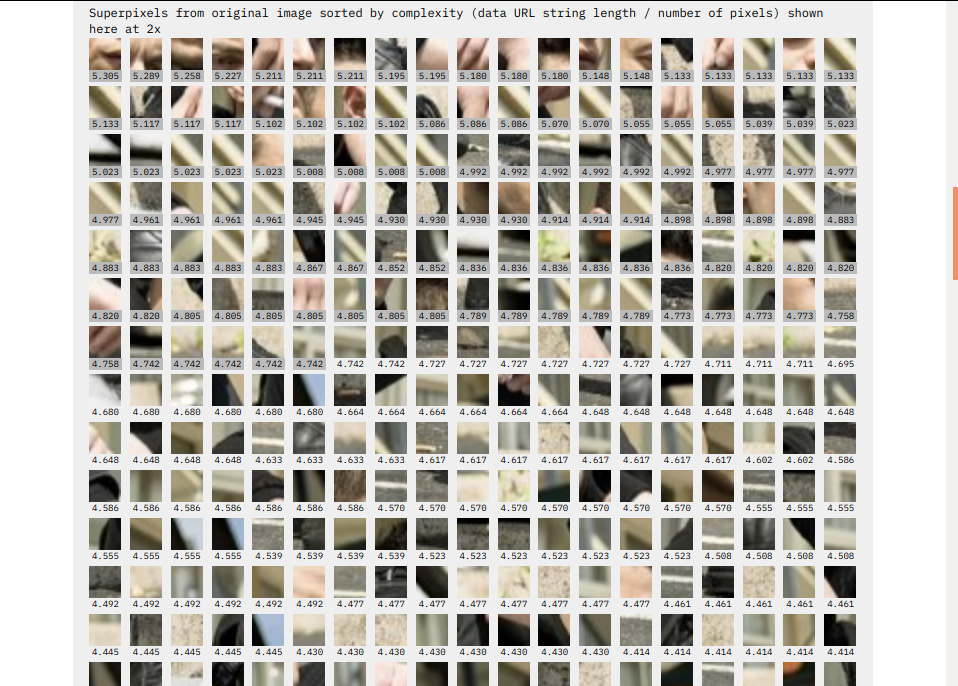 Superpixels from original image sorted by complexity (data URL string length / number of pixels) shown
here at 2x
5.305 5.289 5.258 5.227 5.211 5.211 5.211 5.195 5.195 5.180 5.180 5.180 5.148 5.148 5.133 5.133 5.133 5.133 5.133
5.133 5.117 5.117 5.117 5.102 5.102 5.102 5.102 5.086 5.086 5.086 5.070 5.070 5.055 5.055 5.055 5.039 5.039 5.023
5.023 5.023 5.023 5.023 5.023 5.008 5.008 5.008 5.008 4.992 4.992 4.992 4.992 4.992 4.992 4.977 4.977 4.977 4.977
4.977 4.961 4.961 4.961 4.961 4.945 4.945 4.930 4.930 4.930 4.930 4.914 4.914 4.914 4.898 4.898 4.898 4.898 4.883
4.883 4.883 4.883 4.883 4.883 4.867 4.867 4.852 4.852 4.836 4.836 4.836 4.836 4.836 4.836 4.820 4.820 4.820 4.820
4.820 4.820 4.805 4.805 4.805 4.805 4.805 4.805 4.805 4.789 4.789 4.789 4.789 4.789 4.773 4.773 4.773 4.773 4.758
4.758 4.742 4.742 4.742 4.742 4.742 4.742 4.742 4.727 4.727 4.727 4.727 4.727 4.727 4.727 4.711 4.711 4.711 4.695
4.680 4.680 4.680 4.680 4.680 4.680 4.664 4.664 4.664 4.664 4.664 4.664 4.648 4.648 4.648 4.648 4.648 4.648 4.648
4.648 4.648 4.648 4.648 4.633 4.633 4.633 4.633 4.617 4.617 4.617 4.617 4.617 4.617 4.617 4.617 4.602 4.602 4.586
4.586 4.586 4.586 4.586 4.586 4.586 4.586 4.570 4.570 4.570 4.570 4.570 4.570 4.570 4.570 4.570 4.555 4.555 4.555
4.555 4.555 4.555 4.555 4.539 4.539 4.539 4.539 4.523 4.523 4.523 4.523 4.523 4.523 4.523 4.508 4.508 4.508 4.508
4.492 4.492 4.492 4.492 4.492 4.492 4.477 4.477 4.477 4.477 4.477 4.477 4.477 4.477 4.461 4.461 4.461 4.461 4.461
4.445 4.445 4.445 4.445 4.445 4.430 4.430 4.430 4.430 4.430 4.430 4.430 4.430 4.414 4.414 4.414 4.414 4.414 4.414